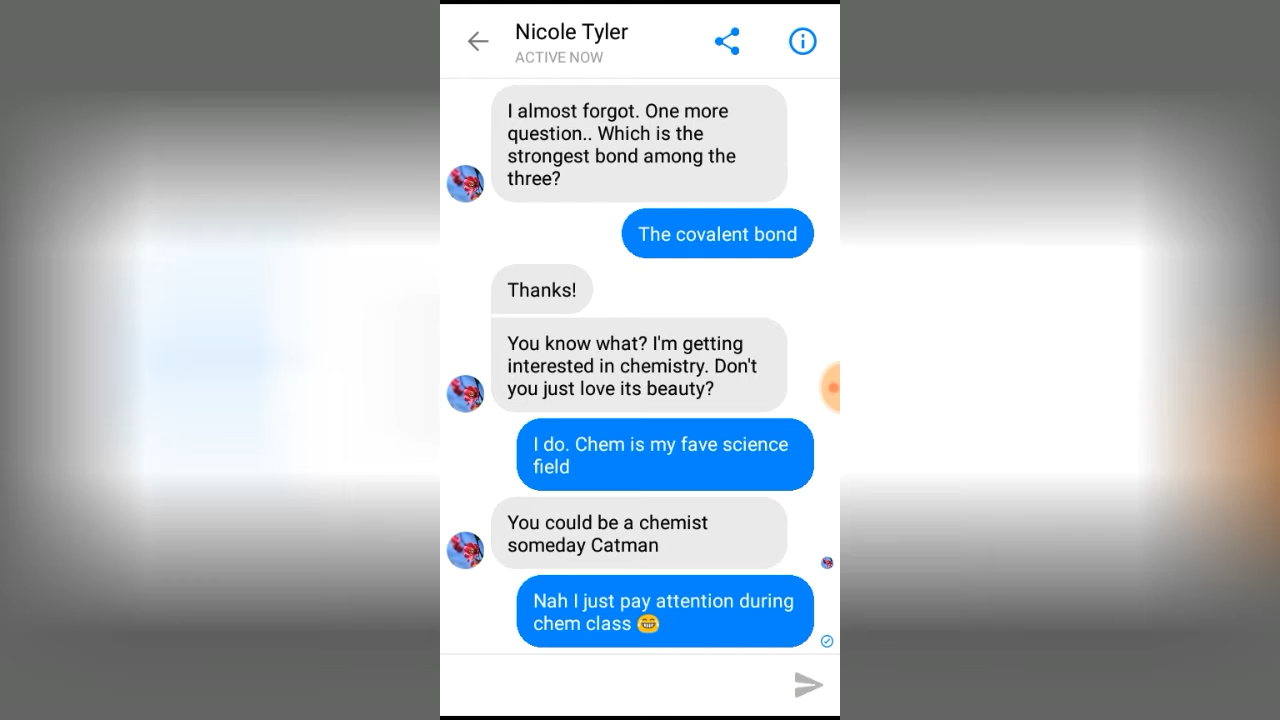 Nicole Tyler
ACTIVE NOW
I almost forgot. One more
question.. Which is the
strongest bond among the
three?
The covalent bond
Thanks!
You know what? I'm getting
interested in chemistry. Don't
you just love its beauty?
I do. Chem is my fave science
field
You could be a chemist
someday Catman
Nah I just pay attention during
chem class 😁